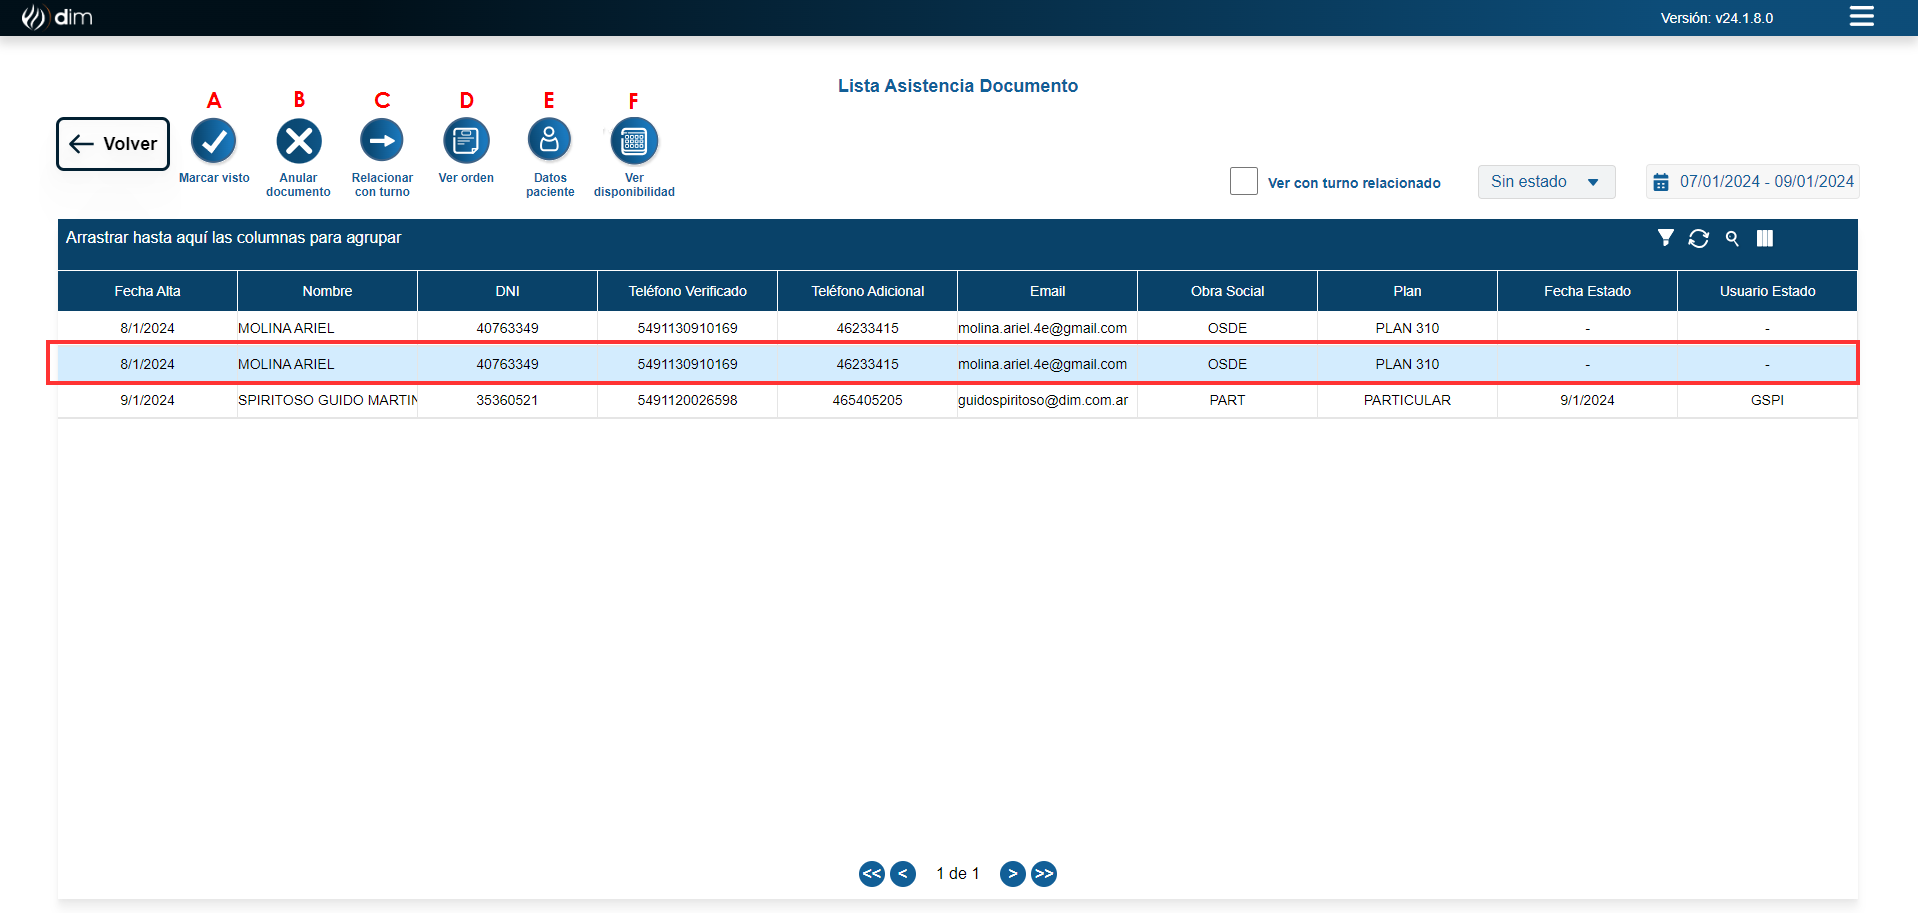 dim
Versión: v24.1.8.0
Lista Asistencia Documento
A B C D E F
Volver
Marcar visto
Anular
documento
Relacionar
con turno
Ver orden
Datos
paciente
Ver
disponibilidad
Ver con turno relacionado
Sin estado
07/01/2024 - 09/01/2024
Arrastrar hasta aquí las columnas para agrupar
Fecha Alta Nombre DNI Teléfono Verificado Teléfono Adicional Email Obra Social Plan Fecha Estado Usuario Estado
8/1/2024 MOLINA ARIEL 40763349 5491130910169 46233415 molina.ariel.4e@gmail.com OSDE PLAN 310 - -
8/1/2024 MOLINA ARIEL 40763349 5491130910169 46233415 molina.ariel.4e@gmail.com OSDE PLAN 310 - -
9/1/2024 SPIRITOSO GUIDO MARTIN 35360521 5491120026598 465405205 guidospiritoso@dim.com.ar PART PARTICULAR 9/1/2024 GSPI
<< < 1 de 1 > >>